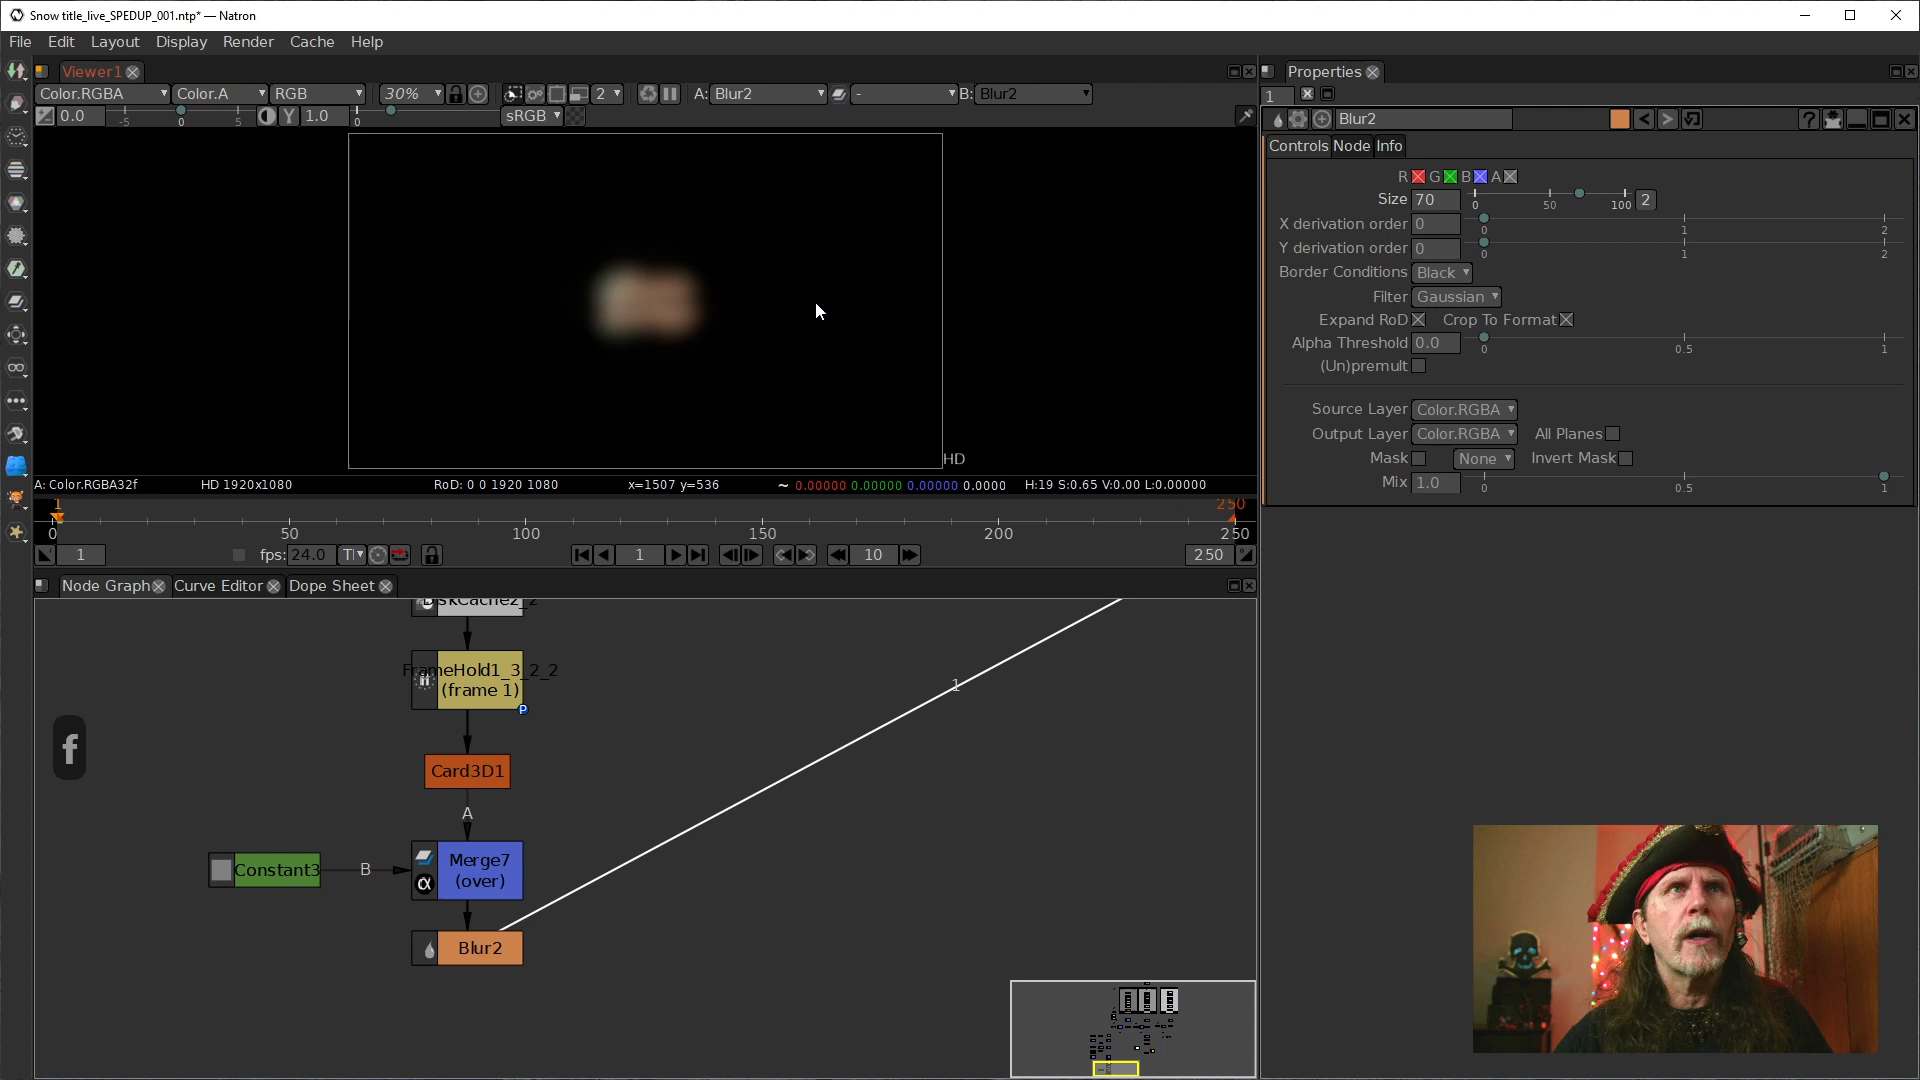 Snow title_live_SPEDUP_001.ntp* — Natron
File Edit Layout Display Render Cache Help
Viewer1
Properties
Color.RGBA Color.A RGB 30% 2 A: Blur2 - B: Blur2
1
0.0 -5 0 5 Y 1.0 0 sRGB
Blur2
Controls Node Info
R G B A
Size 70 0 50 100 2
X derivation order 0 0 1 2
Y derivation order 0 0 1 2
Border Conditions Black
Filter Gaussian
Expand RoD Crop To Format
Alpha Threshold 0.0 0 0.5 1
(Un)premult
Source Layer Color.RGBA
Output Layer Color.RGBA All Planes
Mask None Invert Mask
Mix 1.0 0 0.5 1
HD
A: Color.RGBA32f HD 1920x1080 RoD: 0 0 1920 1080 x=1507 y=536 ~ 0.00000 0.00000 0.00000 0.0000 H:19 S:0.65 V:0.00 L:0.00000
1 250
0 50 100 150 200 250
1 fps: 24.0 1 10 250
Node Graph Curve Editor Dope Sheet
FrameHold1_3_2_2
(frame 1)
P
1
f
Card3D1
A
Constant3 B
Merge7
(over)
α
Blur2